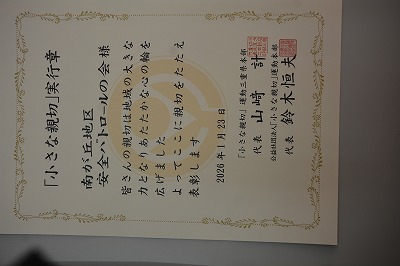 「小さな親切」実行章
南が丘地区
安全パトロールの会 様
皆さんの親切は地域の大きな
力となりあたたかな心の輪を
広げました
よってここに親切をたたえ
表彰します
2026年1月23日
「小さな親切」運動三重県本部
代表 山崎 計
公益社団法人「小さな親切」運動本部
代表 鈴木恒夫